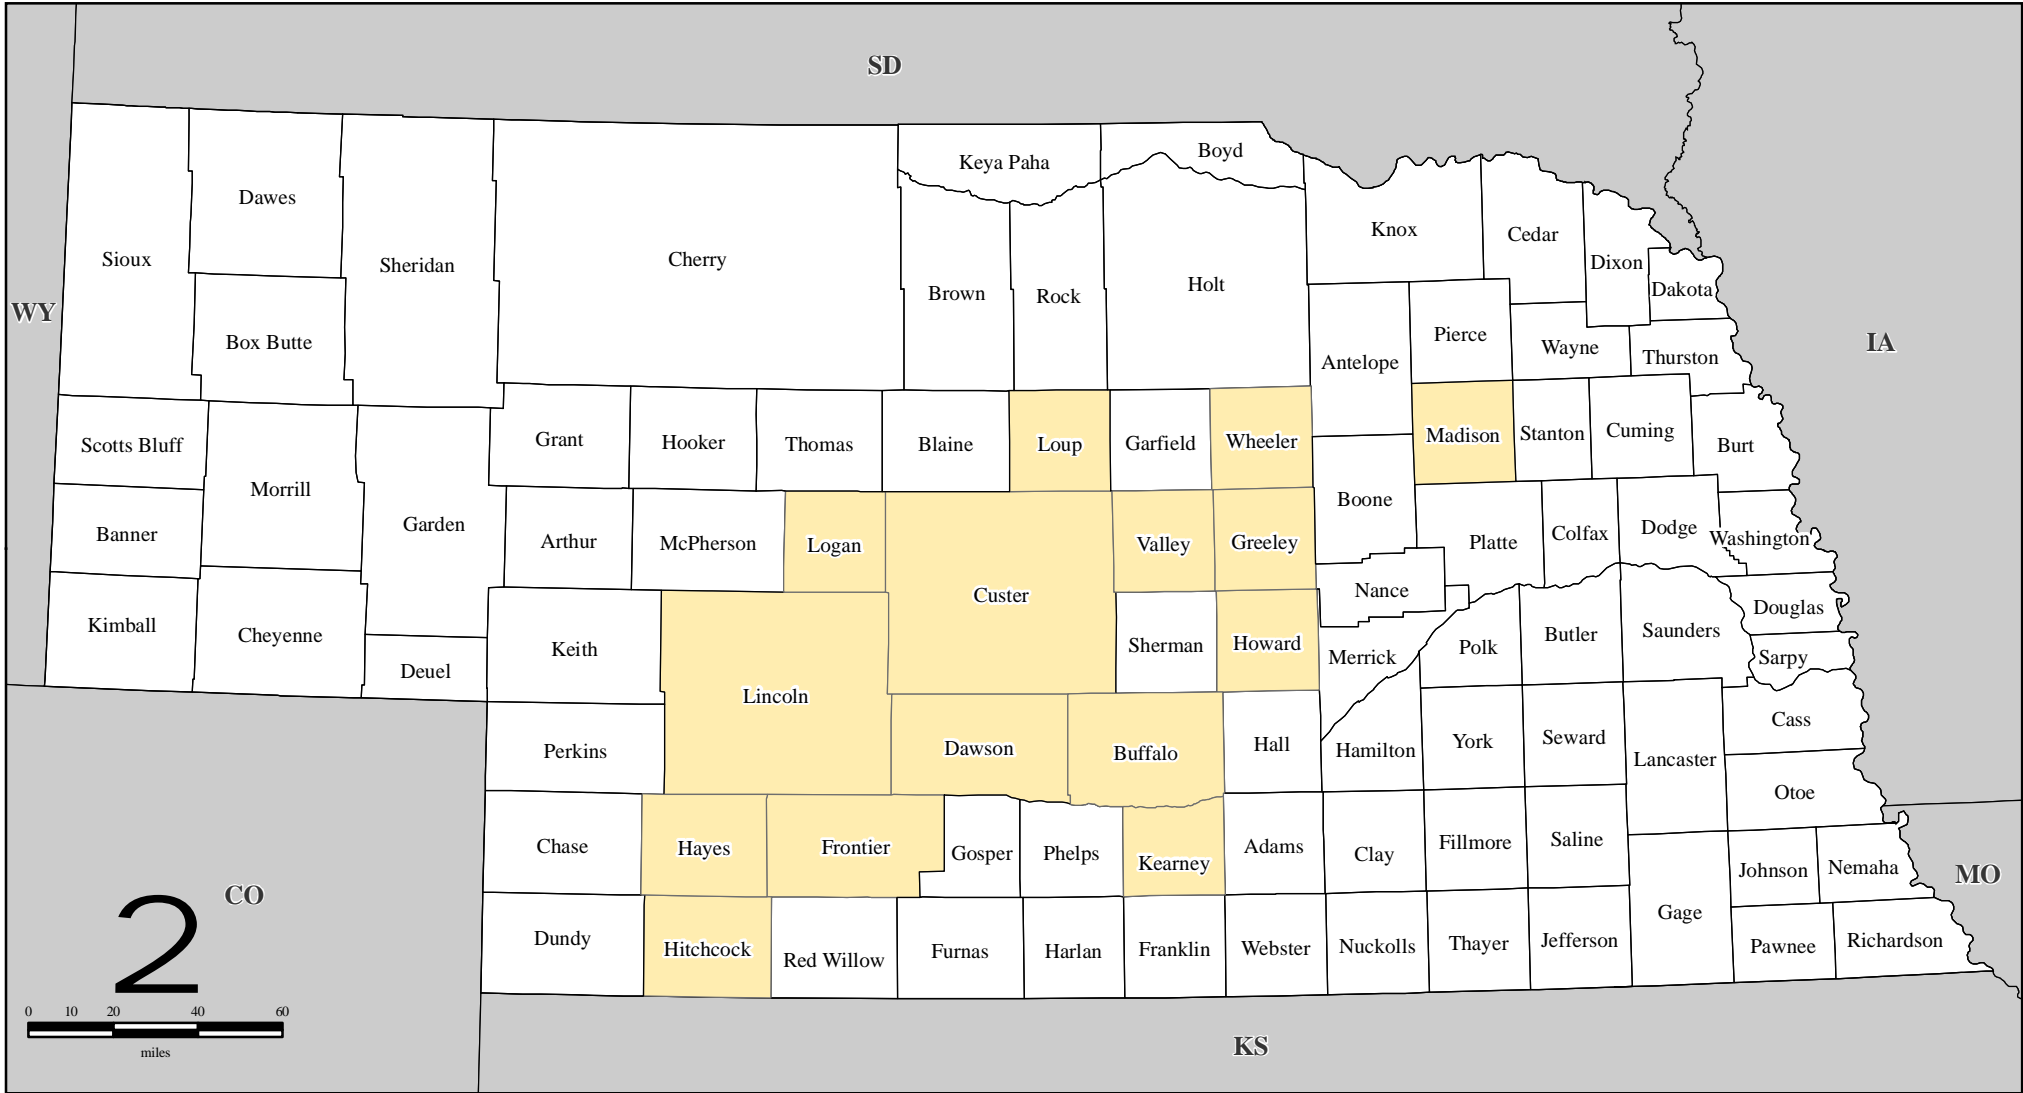 SD
Keya Paha
Boyd
Dawes
Knox
Cedar
Sioux
Sheridan
Cherry
Dixon
Brown
Rock
Holt
Dakota
WY
Box Butte
Pierce
IA
Antelope
Wayne
Thurston
Scotts Bluff
Grant
Hooker
Thomas
Blaine
Loup
Garfield
Wheeler
Madison
Stanton
Cuming
Burt
Morrill
Boone
Banner
Garden
Arthur
McPherson
Logan
Valley
Greeley
Platte
Colfax
Dodge
Washington
Custer
Nance
Douglas
Kimball
Cheyenne
Keith
Sherman
Howard
Merrick
Polk
Butler
Saunders
Sarpy
Deuel
Lincoln
Cass
Perkins
Dawson
Buffalo
Hall
Hamilton
York
Seward
Lancaster
Otoe
Chase
Hayes
Frontier
Gosper
Phelps
Kearney
Adams
Clay
Fillmore
Saline
Johnson
Nemaha
MO
CO
2
Dundy
Hitchcock
Red Willow
Furnas
Harlan
Franklin
Webster
Nuckolls
Thayer
Jefferson
Gage
Pawnee
Richardson
0 10 20 40 60
miles
KS